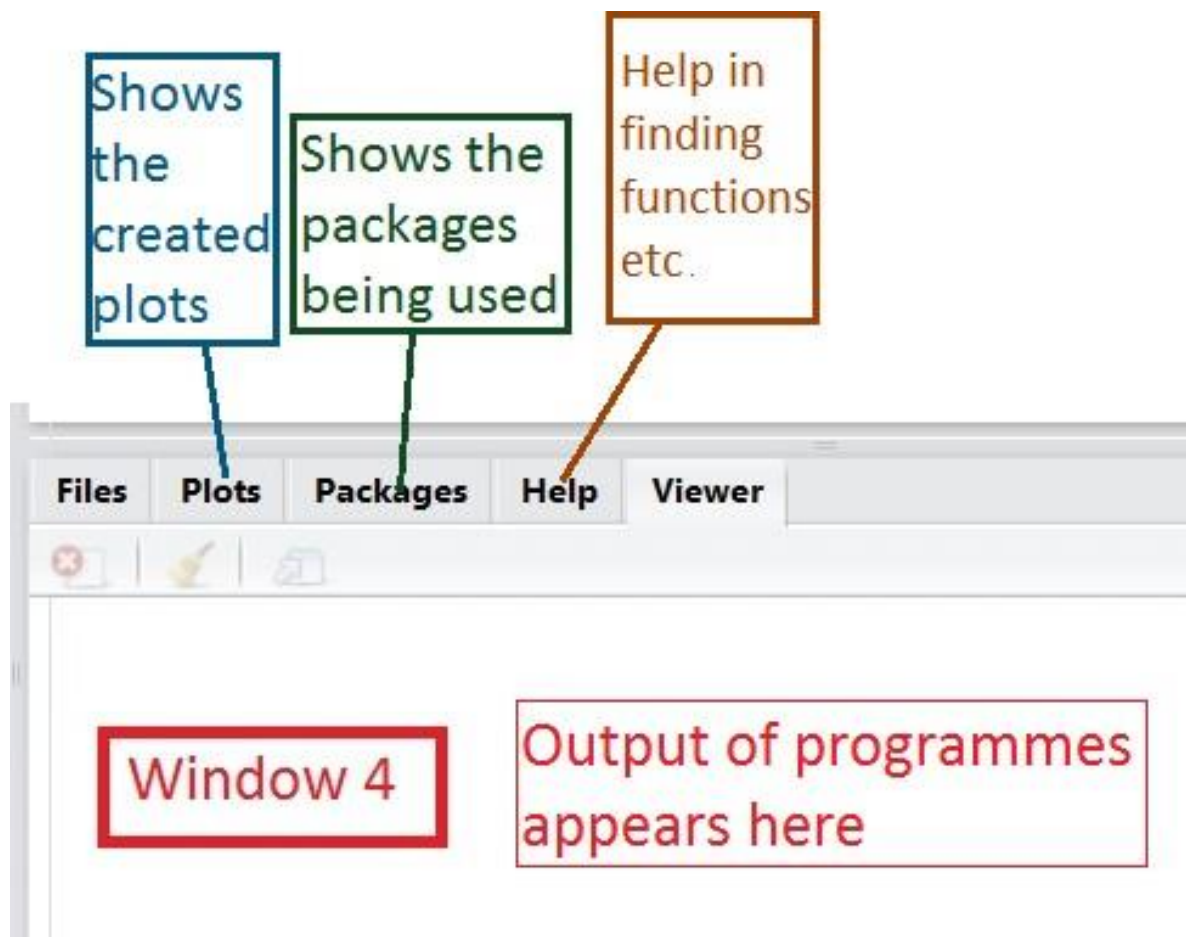 Shows
the
created
plots
Shows the
packages
being used
Help in
finding
functions
etc.
Files Plots Packages Help Viewer
Window 4
Output of programmes
appears here